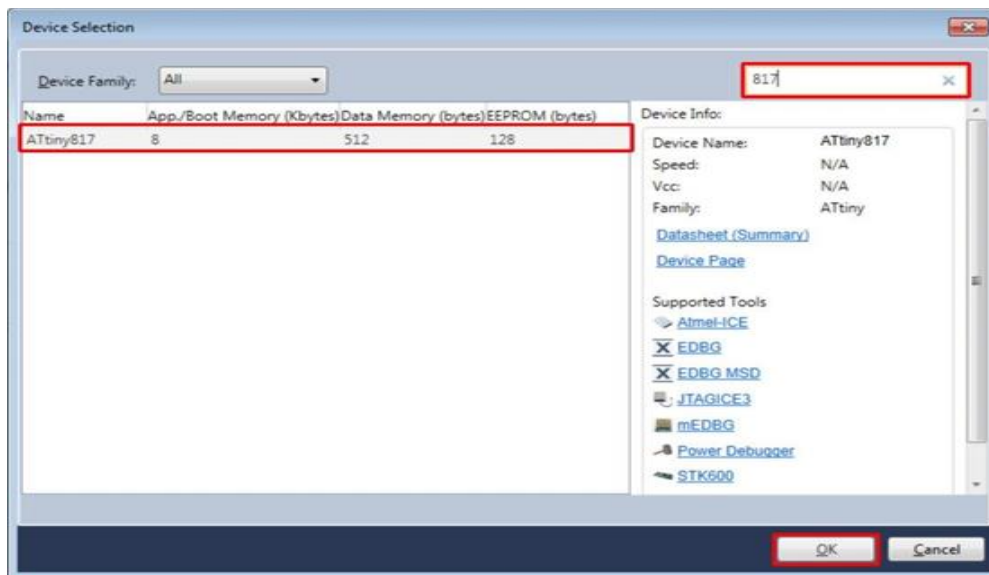 Device Selection
Device Family: All
817
Name App./Boot Memory (Kbytes) Data Memory (bytes) EEPROM (bytes)
ATtiny817 8 512 128
Device Info:
Device Name: ATtiny817
Speed: N/A
Vcc: N/A
Family: ATtiny
Datasheet (Summary)
Device Page
Supported Tools
Atmel-ICE
EDBG
EDBG MSD
JTAGICE3
mEDBG
Power Debugger
STK600
OK Cancel